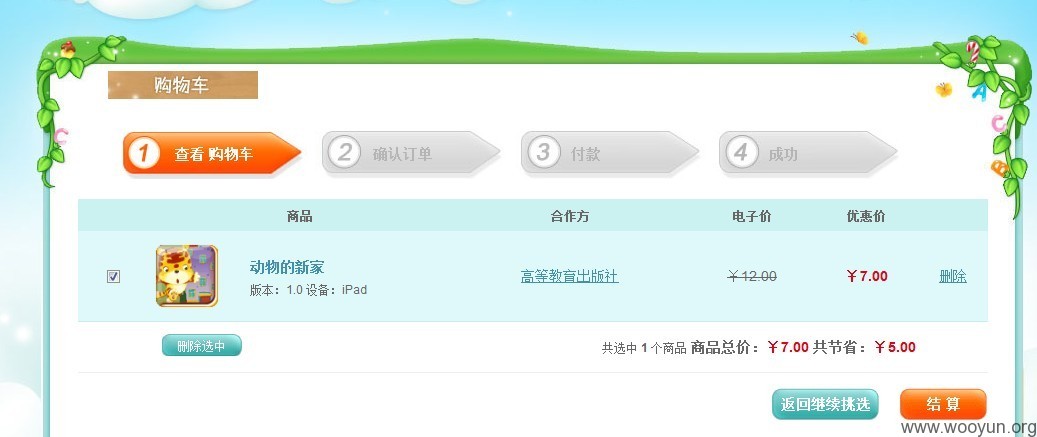 购物车
1 查看 购物车 2 确认订单 3 付款 4 成功
商品 合作方 电子价 优惠价
动物的新家 高等教育出版社 ￥12.00 ￥7.00 删除
版本：1.0 设备：iPad
删除选中 共选中 1 个商品 商品总价：￥7.00 共节省：￥5.00
返回继续挑选 结 算
www.wooyun.org